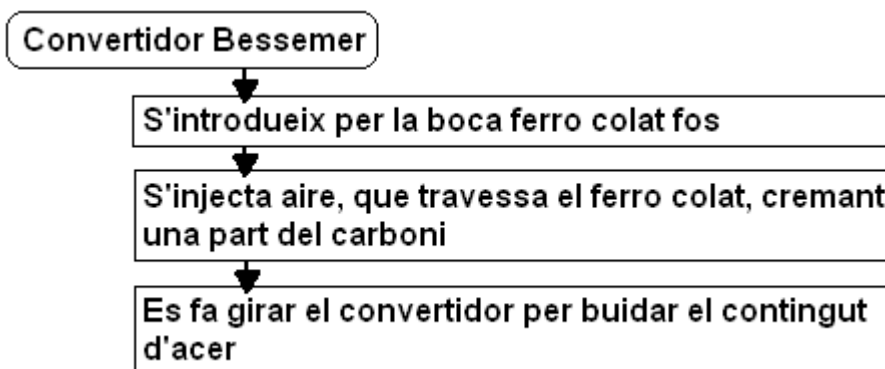 Convertidor Bessemer
S'introdueix per la boca ferro colat fos
S'injecta aire, que travessa el ferro colat, cremant
una part del carboni
Es fa girar el convertidor per buidar el contingut
d'acer